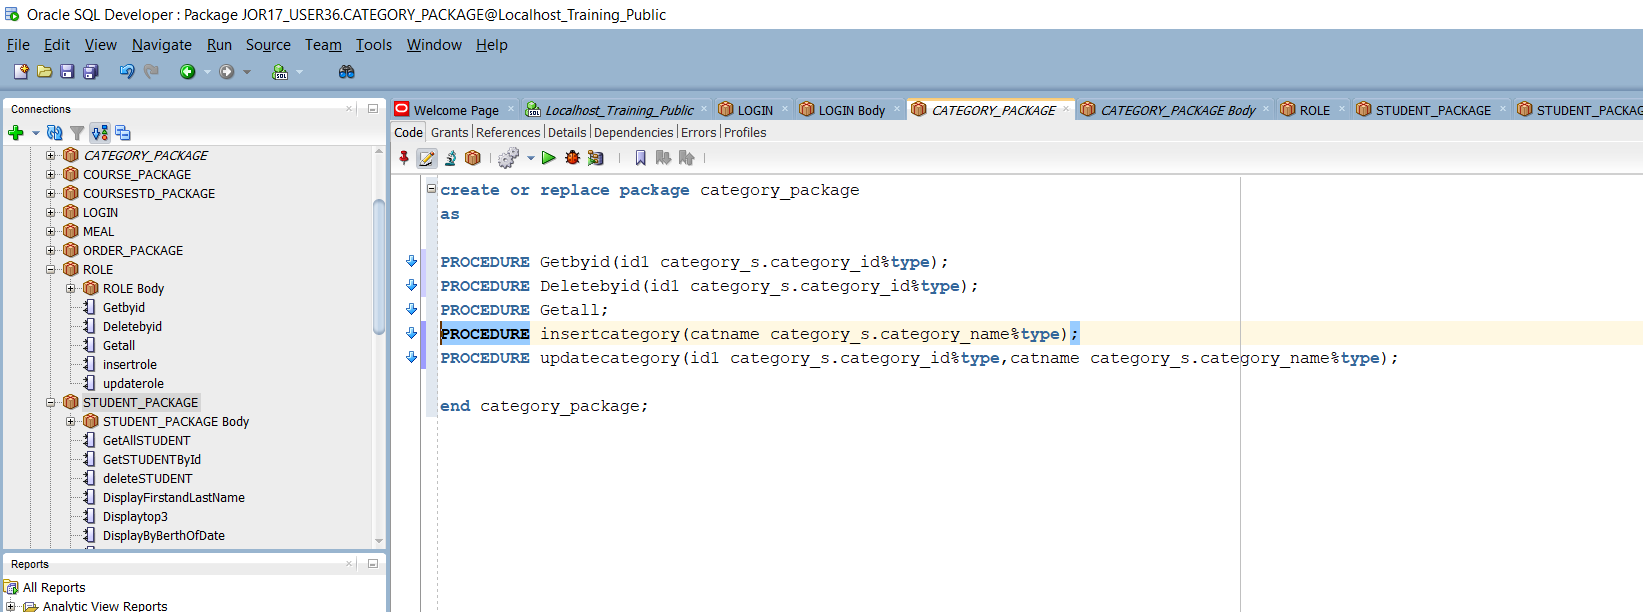 Oracle SQL Developer : Package JOR17_USER36.CATEGORY_PACKAGE@Localhost_Training_Public
File Edit View Navigate Run Source Team Tools Window Help
SQL
Connections
CATEGORY_PACKAGE
COURSE_PACKAGE
COURSESTD_PACKAGE
LOGIN
MEAL
ORDER_PACKAGE
ROLE
ROLE Body
Getbyid
Deletebyid
Getall
insertrole
updaterole
STUDENT_PACKAGE
STUDENT_PACKAGE Body
GetAllSTUDENT
GetSTUDENTById
deleteSTUDENT
DisplayFirstandLastName
Displaytop3
DisplayByBerthOfDate
Reports
All Reports
Analytic View Reports
Welcome Page Localhost_Training_Public LOGIN LOGIN Body CATEGORY_PACKAGE CATEGORY_PACKAGE Body ROLE STUDENT_PACKAGE STUDENT_PACKAG
Code Grants References Details Dependencies Errors Profiles
create or replace package category_package
as
PROCEDURE Getbyid(id1 category_s.category_id%type);
PROCEDURE Deletebyid(id1 category_s.category_id%type);
PROCEDURE Getall;
PROCEDURE insertcategory(catname category_s.category_name%type);
PROCEDURE updatecategory(id1 category_s.category_id%type,catname category_s.category_name%type);
end category_package;